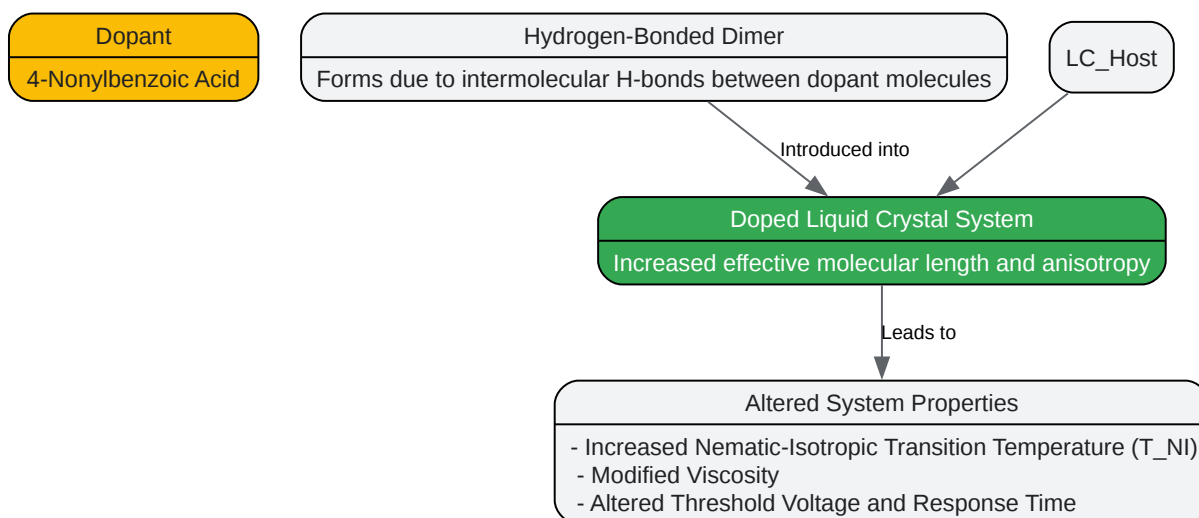 Dopant
4-Nonylbenzoic Acid
Hydrogen-Bonded Dimer
Forms due to intermolecular H-bonds between dopant molecules
LC_Host
Introduced into
Doped Liquid Crystal System
Increased effective molecular length and anisotropy
Leads to
Altered System Properties
- Increased Nematic-Isotropic Transition Temperature (T_NI)
- Modified Viscosity
- Altered Threshold Voltage and Response Time